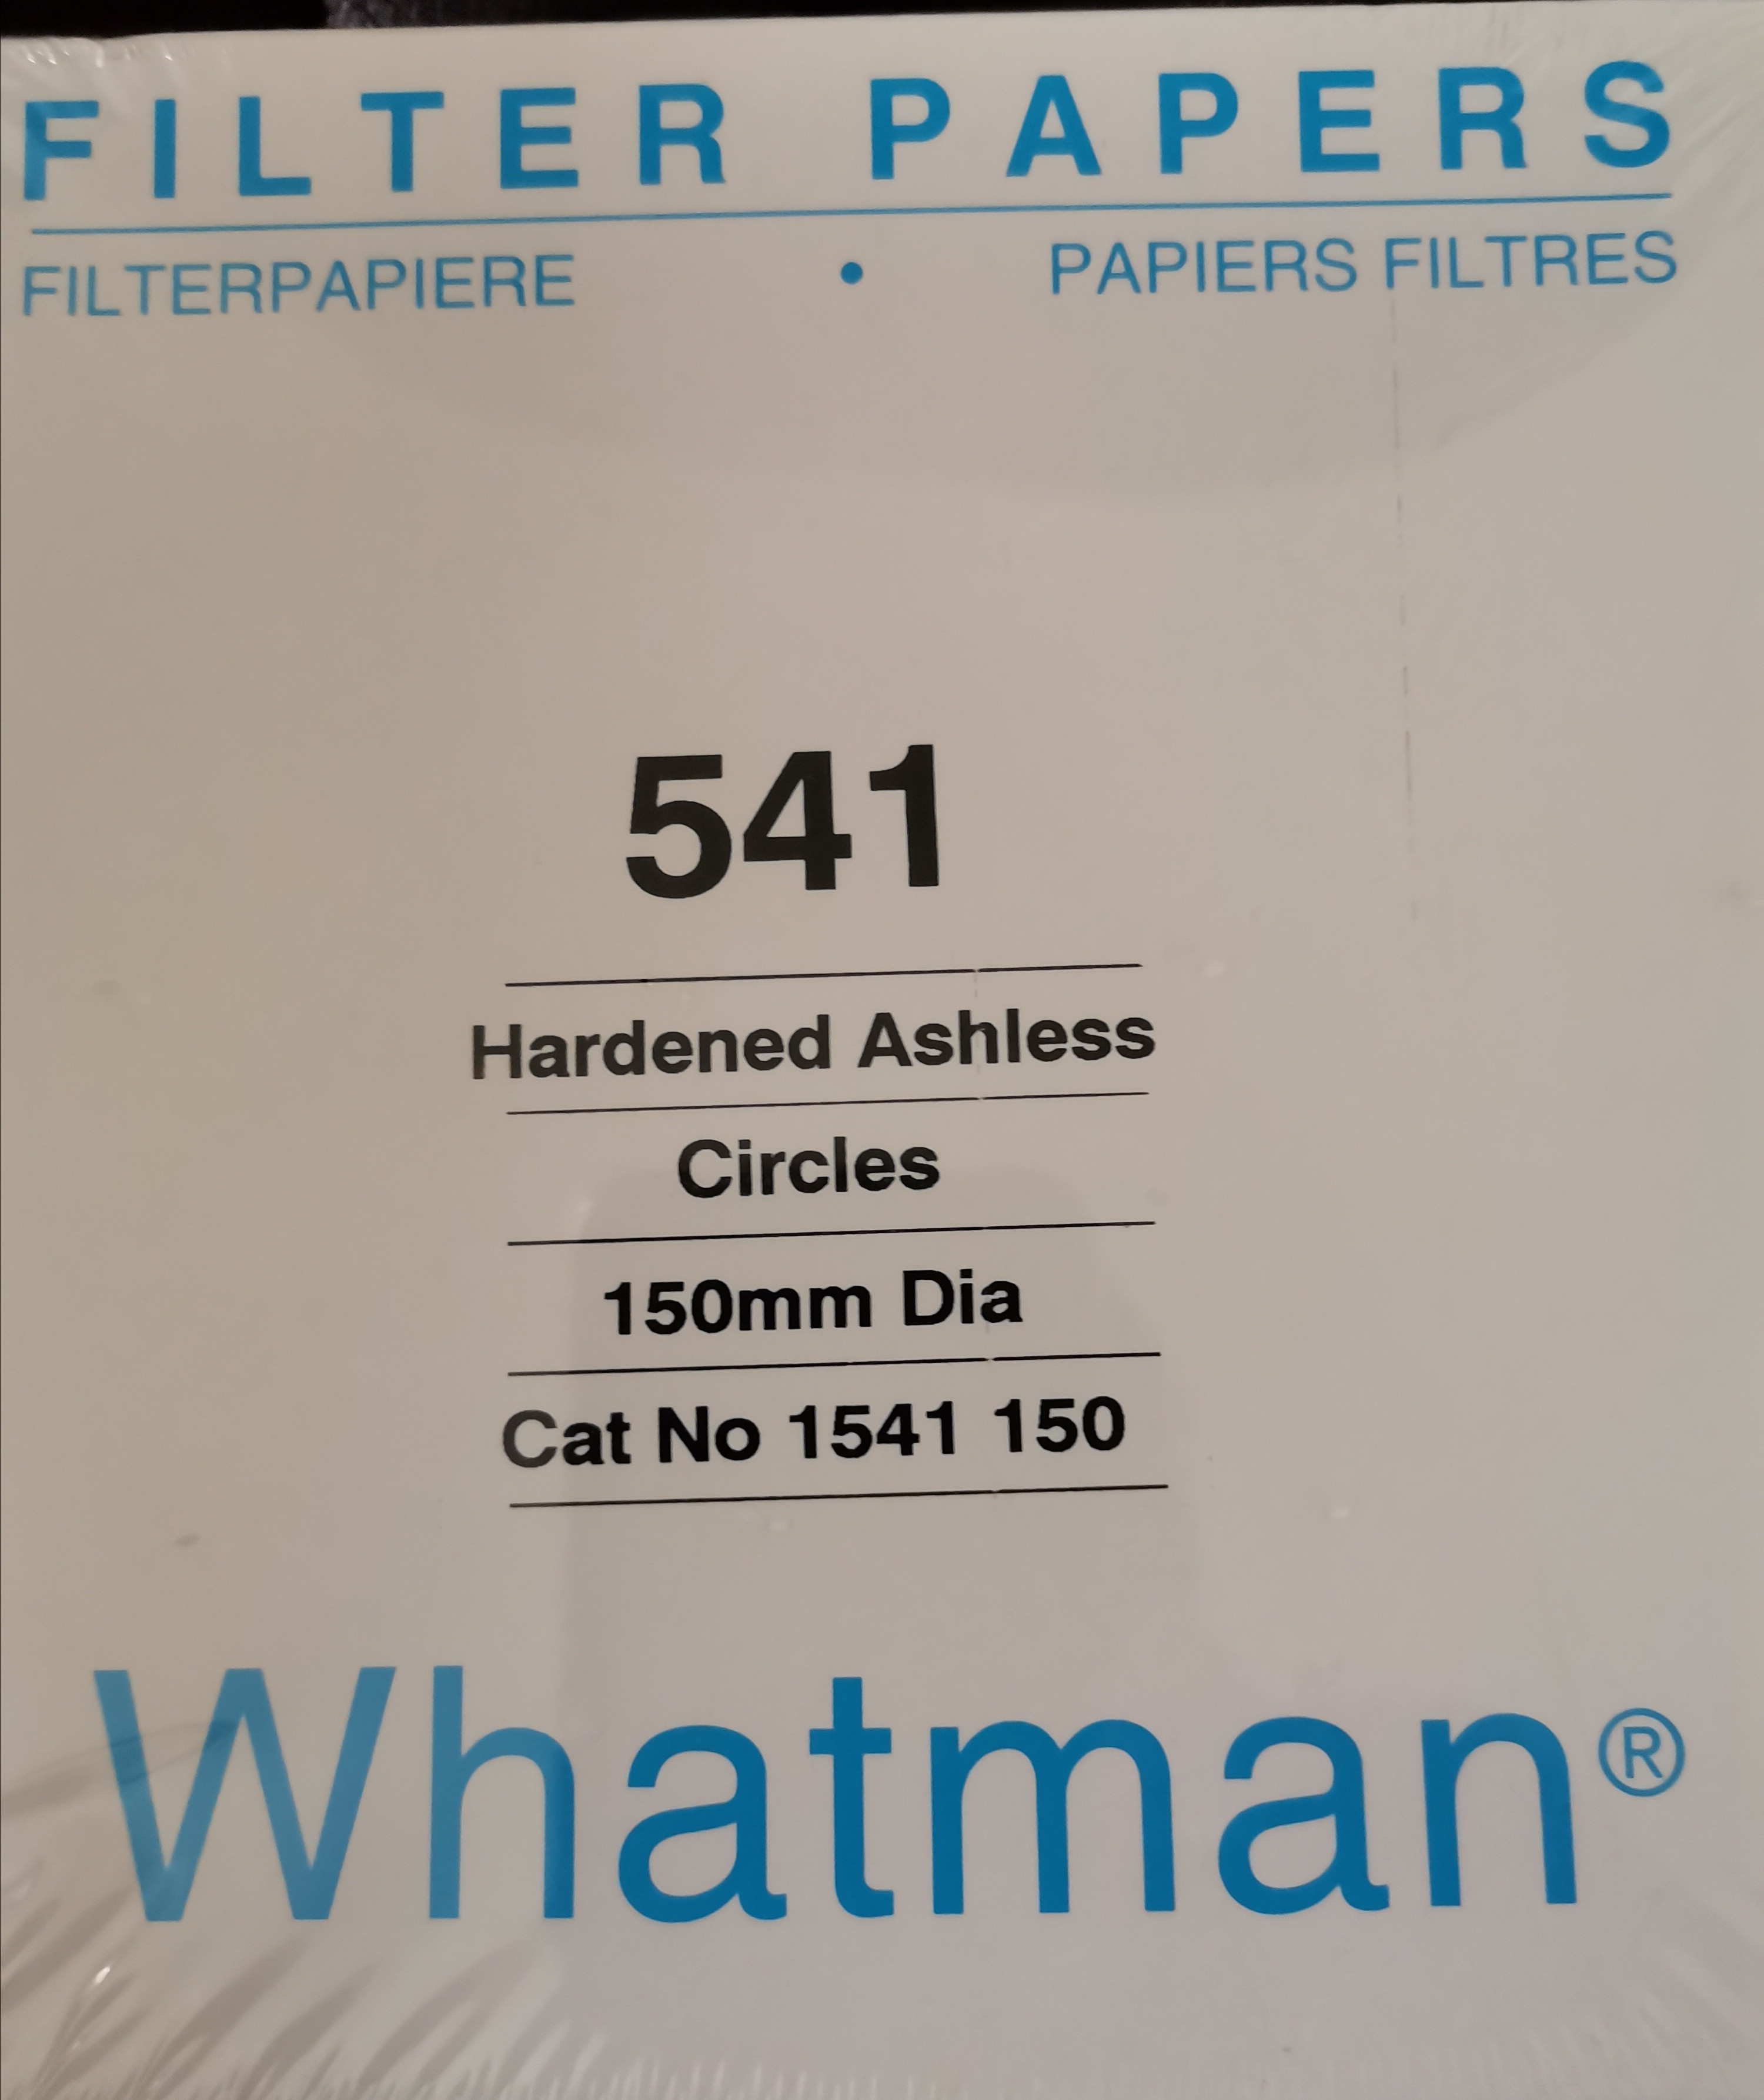 FILTER PAPERS
FILTERPAPIERE • PAPIERS FILTRES
541
Hardened Ashless
Circles
150mm Dia
Cat No 1541 150
Whatman®